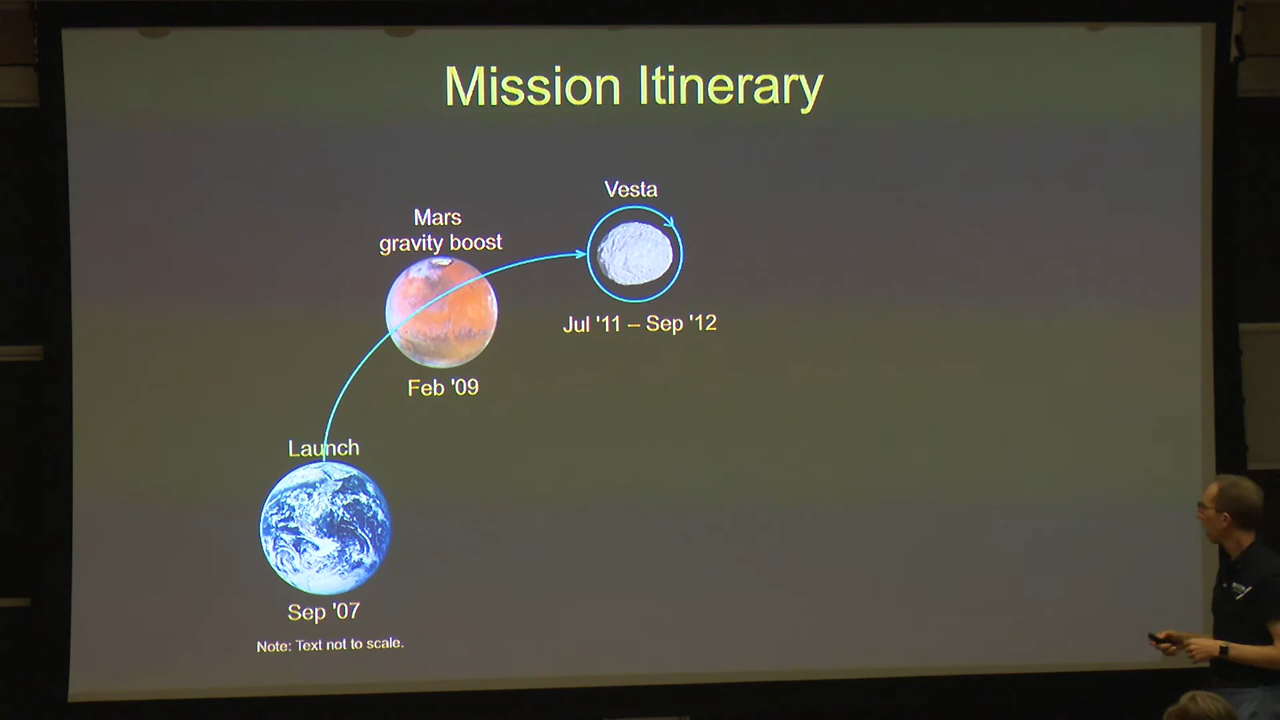 Mission Itinerary
Vesta
Mars
gravity boost
Jul '11 – Sep '12
Feb '09
Launch
Sep '07
Note: Text not to scale.